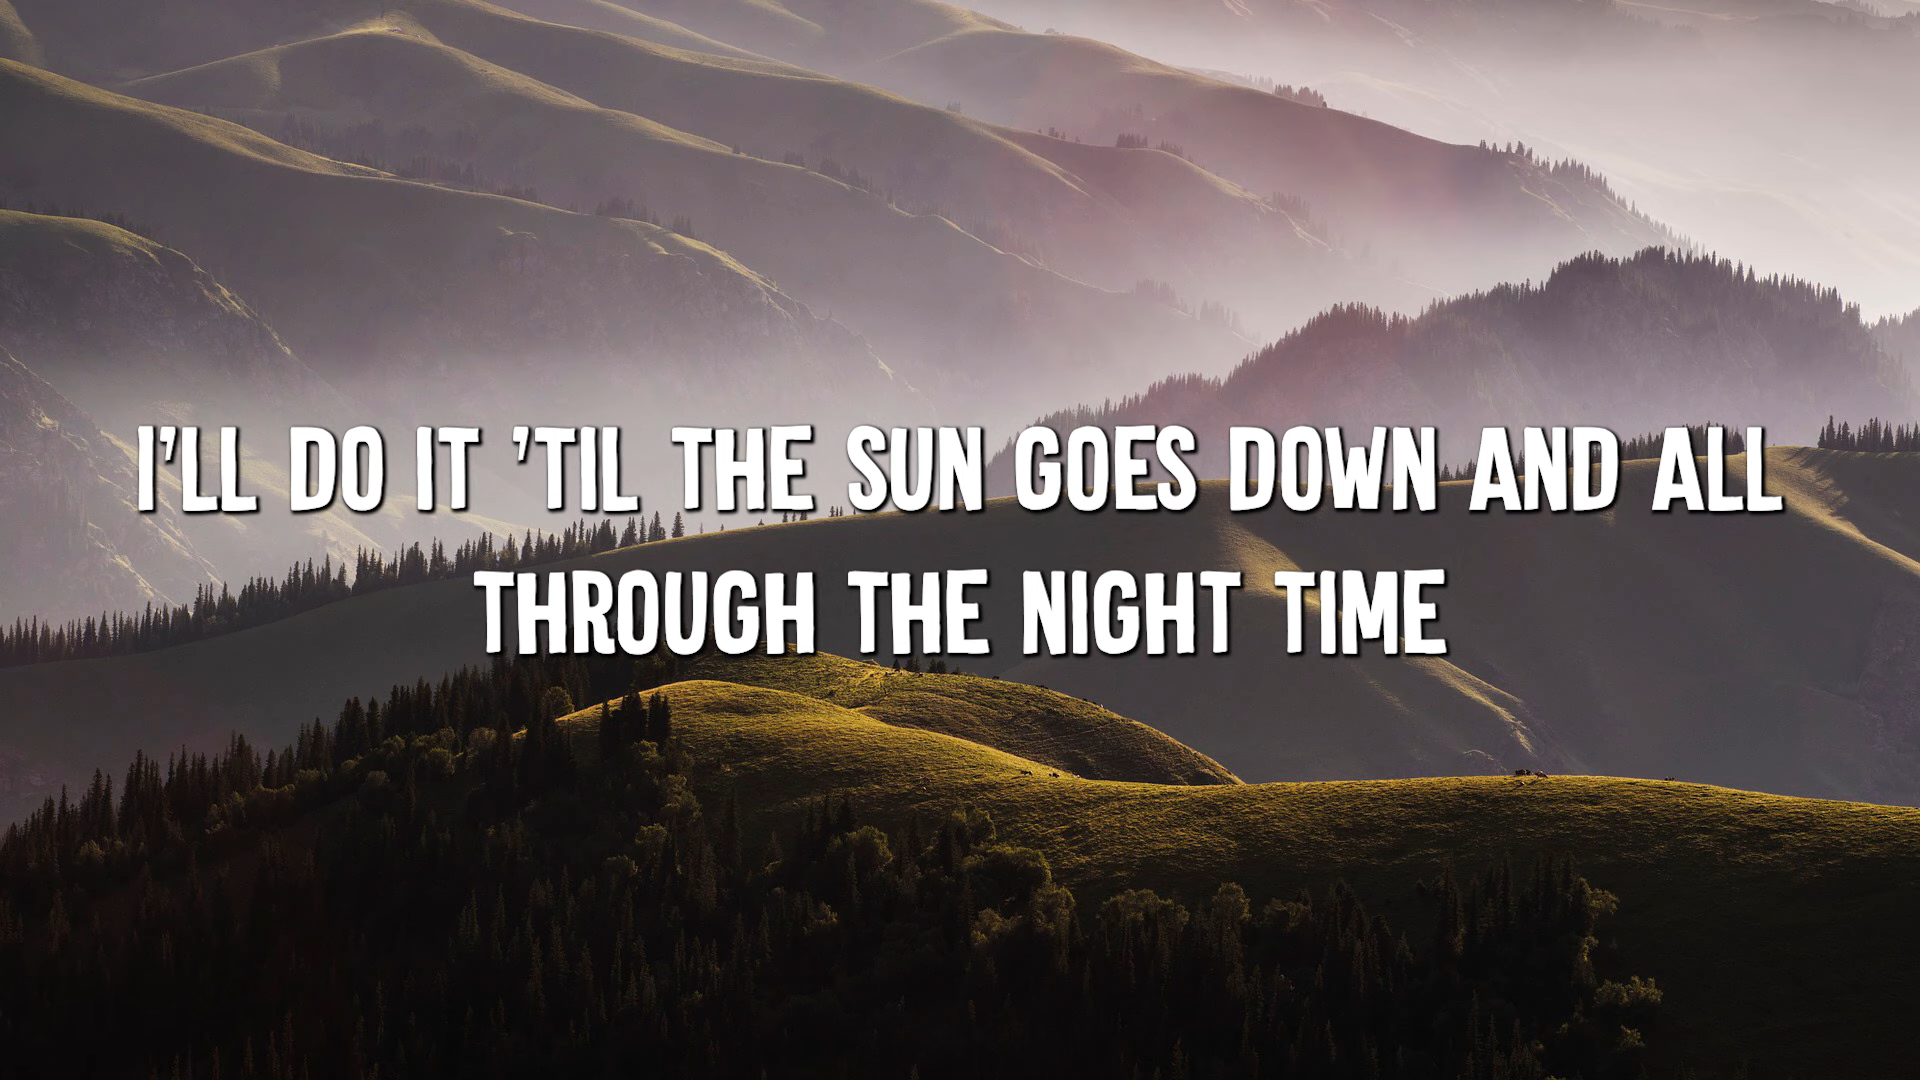 I'LL DO IT 'TIL THE SUN GOES DOWN AND ALL
THROUGH THE NIGHT TIME